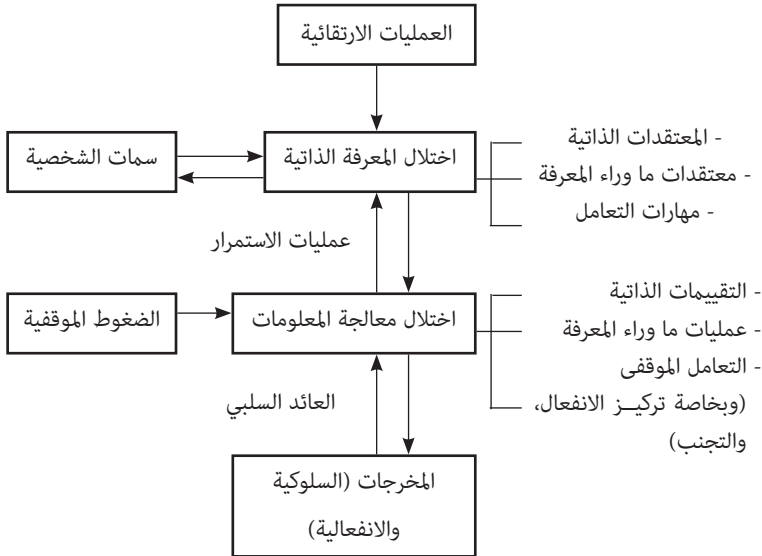 العمليات الارتقائية
سمات الشخصية
اختلال المعرفة الذاتية
- المعتقدات الذاتية
- معتقدات ما وراء المعرفة
- مهارات التعامل
عمليات الاستمرار
الضغوط الموقفية
اختلال معالجة المعلومات
- التقييمات الذاتية
- عمليات ما وراء المعرفة
- التعامل الموقفى
(وبخاصة تركيـز الانفعال،
والتجنب)
العائد السلبي
المخرجات (السلوكية
والانفعالية)